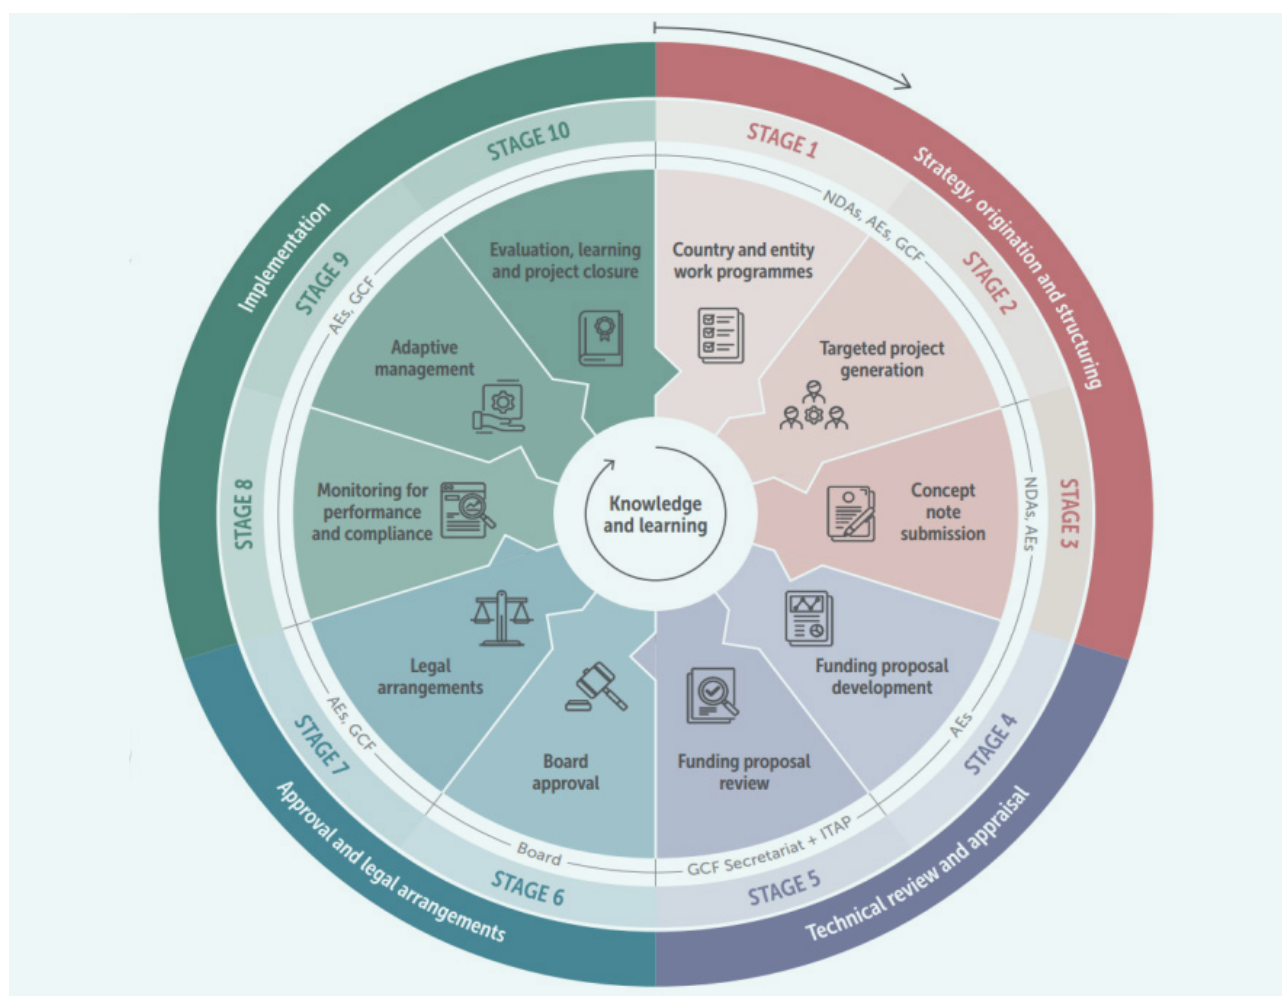 Strategy, origination and structuring
STAGE 1
NDAs, AEs, GCF
Country and entity
work programmes
STAGE 2
Targeted project
generation
STAGE 3
NDAs, AEs
Concept
note
submission
Technical review and appraisal
STAGE 4
AEs
Funding proposal
development
STAGE 5
GCF Secretariat + ITAP
Funding proposal
review
Approval and legal arrangements
STAGE 6
Board
Board
approval
STAGE 7
AEs, GCF
Legal
arrangements
Implementation
STAGE 8
Monitoring for
performance
and compliance
STAGE 9
AEs, GCF
Adaptive
management
STAGE 10
Evaluation, learning
and project closure
Knowledge
and learning